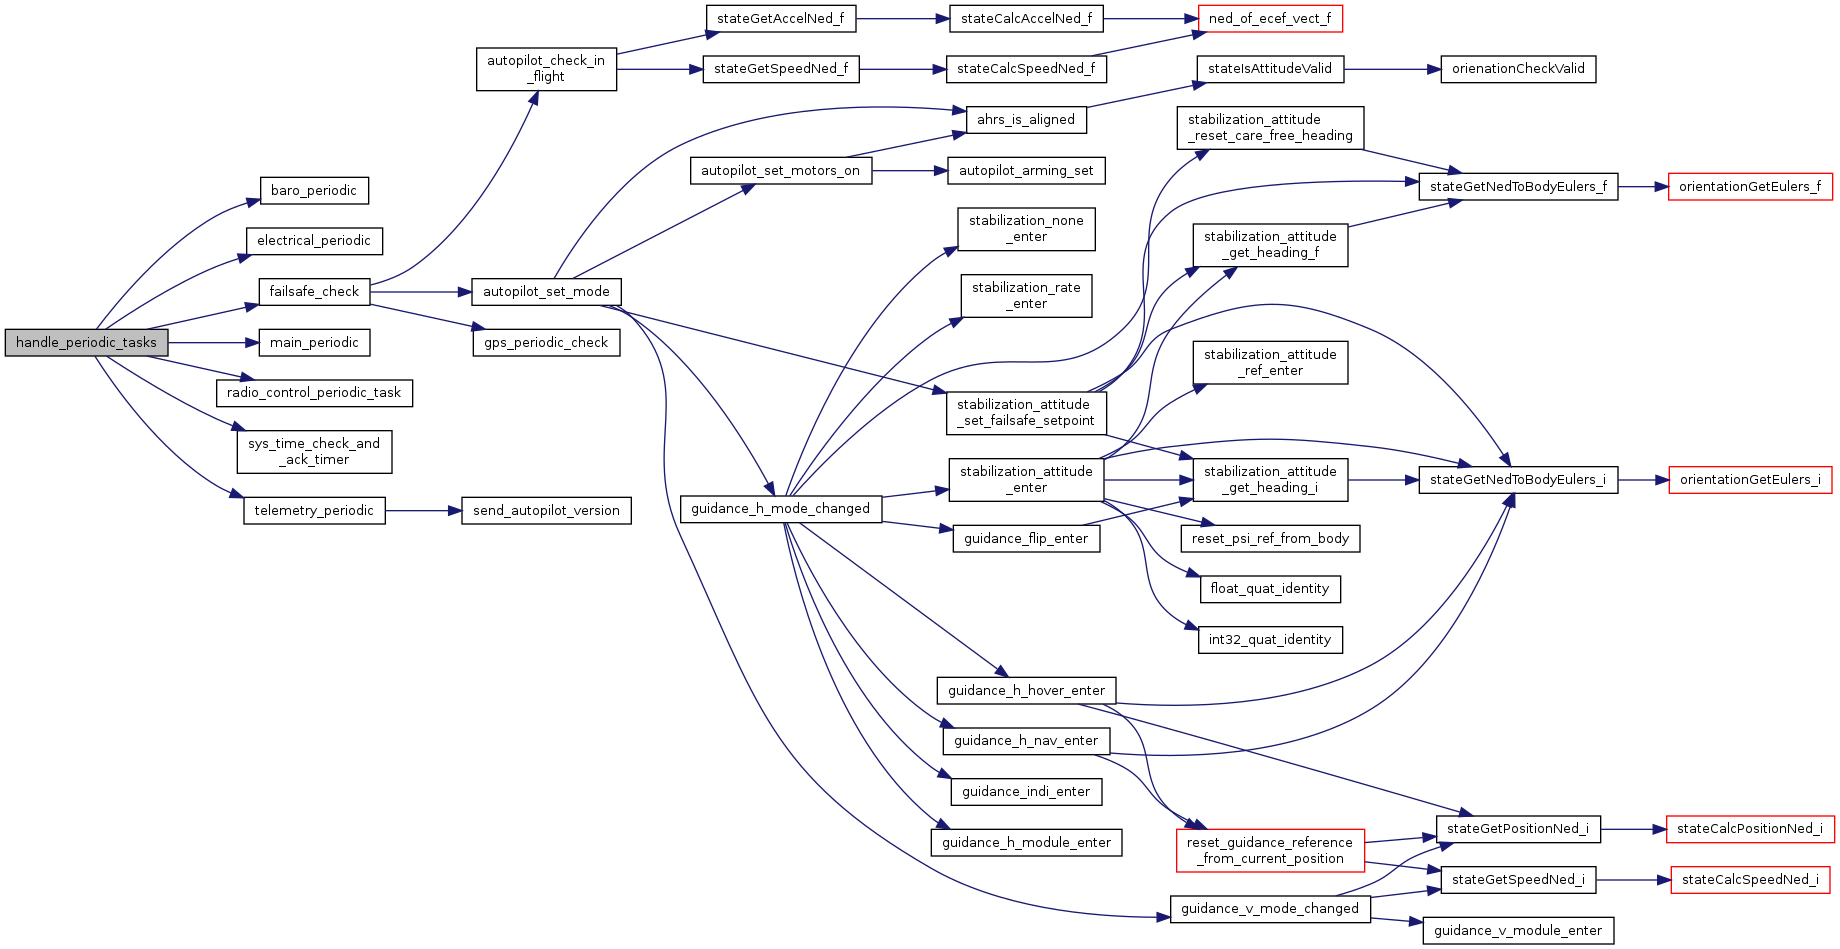 handle_periodic_tasks
baro_periodic
electrical_periodic
failsafe_check
main_periodic
radio_control_periodic_task
sys_time_check_and
_ack_timer
telemetry_periodic
autopilot_check_in
_flight
autopilot_set_mode
gps_periodic_check
send_autopilot_version
stateGetAccelNed_f
stateGetSpeedNed_f
autopilot_set_motors_on
guidance_h_mode_changed
stateCalcAccelNed_f
stateCalcSpeedNed_f
ahrs_is_aligned
autopilot_arming_set
stabilization_none
_enter
stabilization_rate
_enter
stabilization_attitude
_set_failsafe_setpoint
stabilization_attitude
_enter
guidance_flip_enter
guidance_h_hover_enter
guidance_h_nav_enter
guidance_indi_enter
guidance_h_module_enter
ned_of_ecef_vect_f
stateIsAttitudeValid
stabilization_attitude
_reset_care_free_heading
stabilization_attitude
_get_heading_f
stabilization_attitude
_ref_enter
stabilization_attitude
_get_heading_i
reset_psi_ref_from_body
float_quat_identity
int32_quat_identity
reset_guidance_reference
_from_current_position
guidance_v_mode_changed
orienationCheckValid
stateGetNedToBodyEulers_f
stateGetNedToBodyEulers_i
stateGetPositionNed_i
stateGetSpeedNed_i
guidance_v_module_enter
orientationGetEulers_f
orientationGetEulers_i
stateCalcPositionNed_i
stateCalcSpeedNed_i